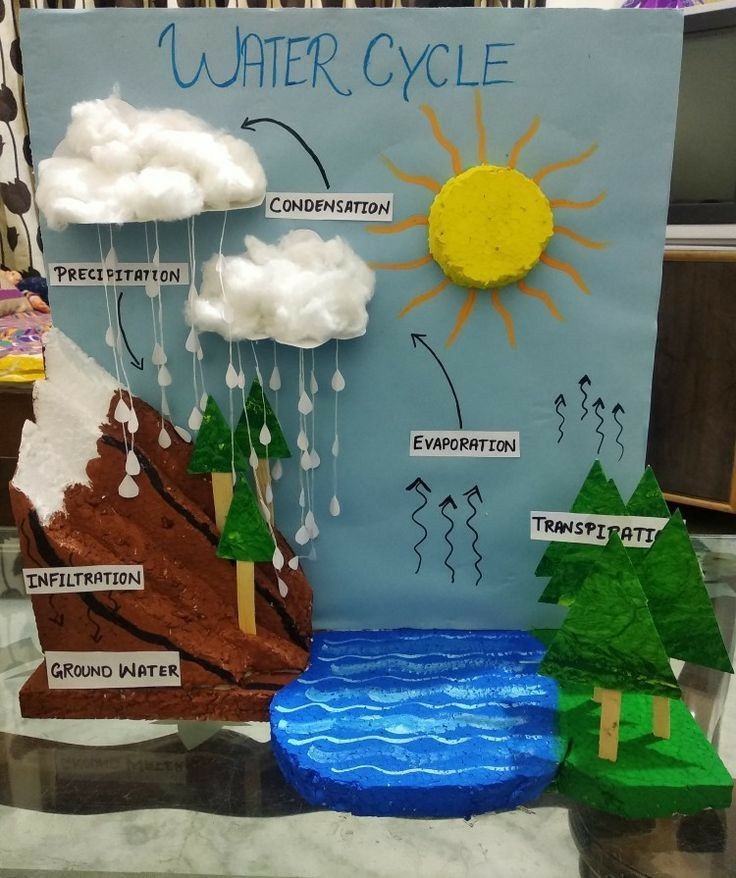 WATER CYCLE
CONDENSATION
PRECIPITATION
EVAPORATION
TRANSPIRATI
INFILTRATION
GROUND WATER